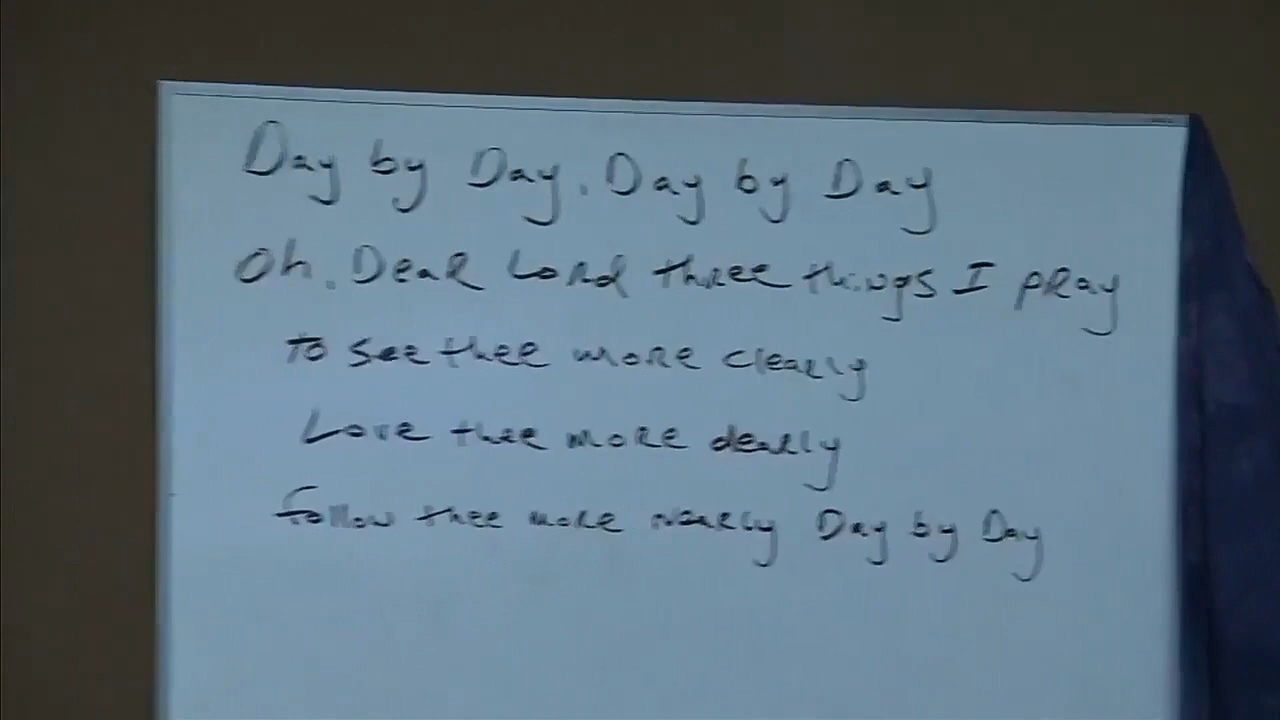 Day by Day. Day by Day
Oh. Dear Lord three things I pray
to see thee more clearly
Love thee more dearly
follow thee more nearly Day by Day